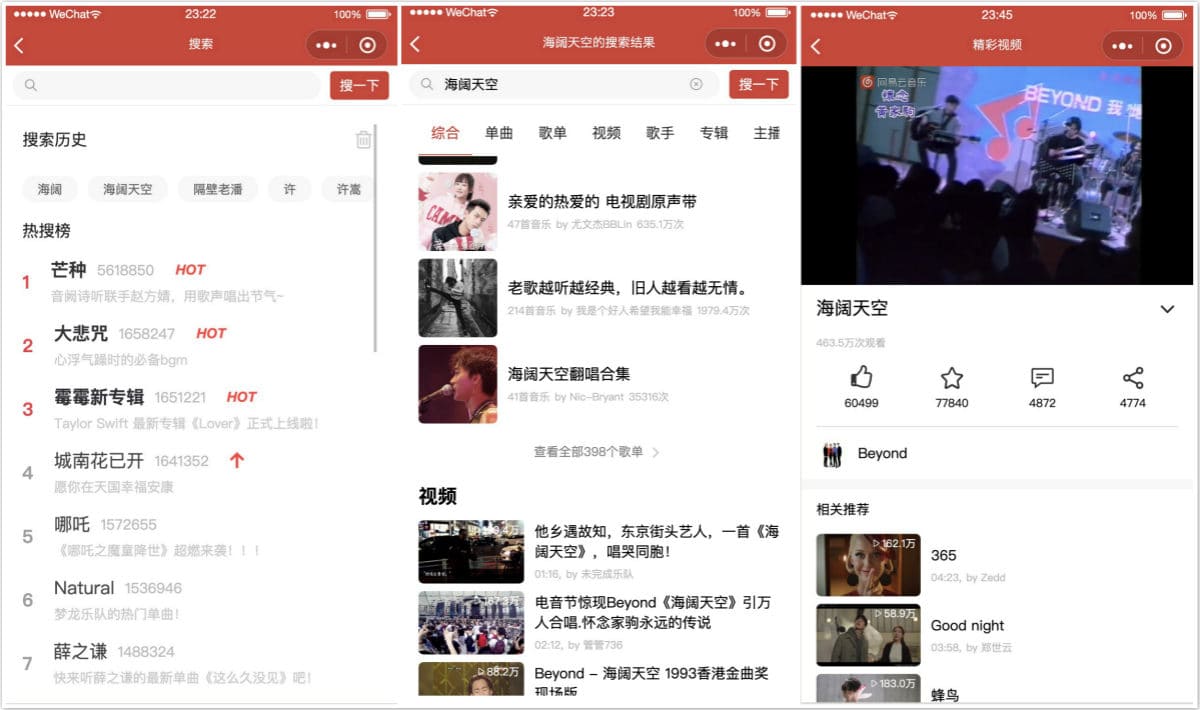 WeChat
23:22
100%
搜索
搜一下
搜索历史
海阔
海阔天空
隔壁老潘
许
许嵩
热搜榜
1
芒种 5618850 HOT
音阙诗听联手赵方婧，用歌声唱出节气~
2
大悲咒 1658247 HOT
心浮气躁时的必备bgm
3
霉霉新专辑 1651221 HOT
Taylor Swift 最新专辑《Lover》正式上线啦！
4
城南花已开 1641352
愿你在天国幸福安康
5
哪吒 1572655
《哪吒之魔童降世》超燃来袭！！！
6
Natural 1536946
梦龙乐队的热门单曲！
7
薛之谦 1488324
快来听薛之谦的最新单曲《这么久没见》吧！
WeChat
23:23
100%
海阔天空的搜索结果
海阔天空
搜一下
综合 单曲 歌单 视频 歌手 专辑 主播
亲爱的热爱的 电视剧原声带
47首音乐 by 尤文杰BBLin 635.1万次
老歌越听越经典，旧人越看越无情。
214首音乐 by 我是个好人希望我能幸福 1979.4万次
海阔天空翻唱合集
41首音乐 by Nic-Bryant 35316次
查看全部398个歌单
视频
他乡遇故知，东京街头艺人，一首《海
阔天空》，唱哭同胞！
01:16, by 未完成乐队
电音节惊现Beyond《海阔天空》引万
人合唱.怀念家驹永远的传说
02:12, by 管管736
88.2万
Beyond - 海阔天空 1993香港金曲奖
现场版
WeChat
23:45
100%
精彩视频
网易云音乐
怀念
黄家驹
BEYOND 我
海阔天空
463.5万次观看
60499
77840
4872
4774
Beyond
相关推荐
162.1万
365
04:23, by Zedd
58.9万
Good night
03:58, by 郑世云
183.0万
蜂鸟